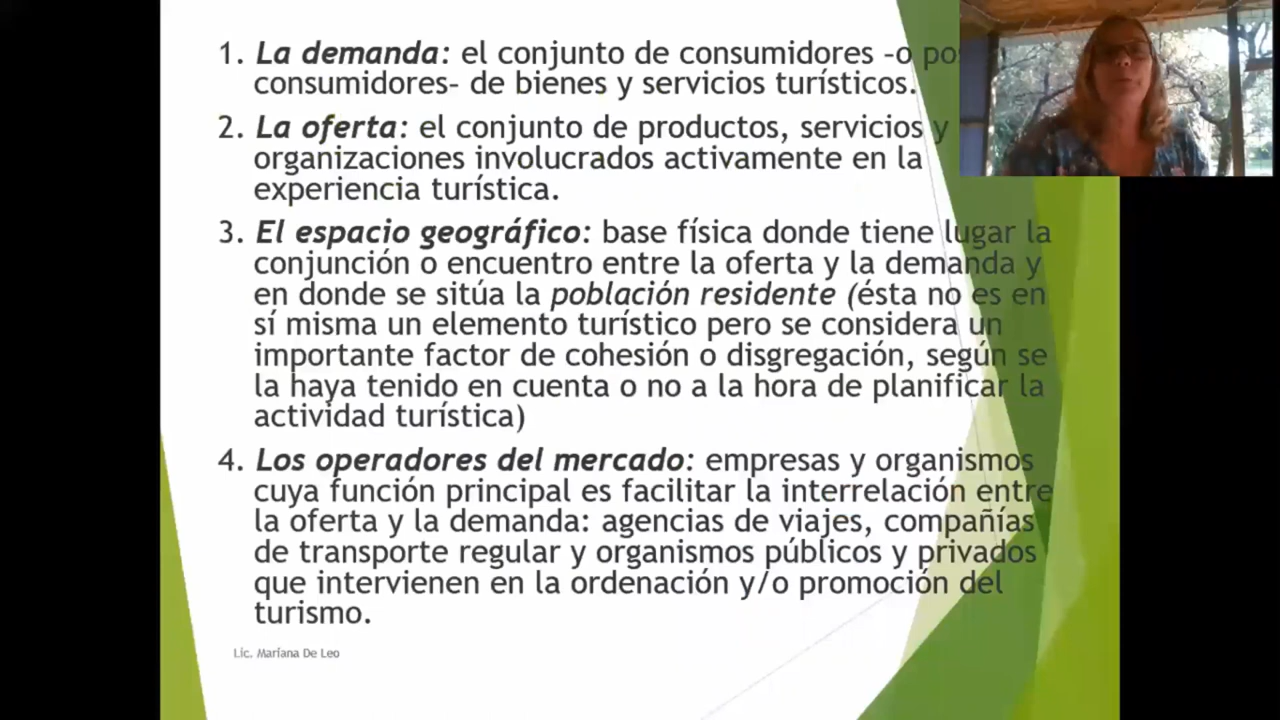 1. La demanda: el conjunto de consumidores –o
consumidores– de bienes y servicios turísticos.
2. La oferta: el conjunto de productos, servicios y
organizaciones involucrados activamente en la
experiencia turística.
3. El espacio geográfico: base física donde tiene lugar la
conjunción o encuentro entre la oferta y la demanda y
en donde se sitúa la población residente (ésta no es en
sí misma un elemento turístico pero se considera un
importante factor de cohesión o disgregación, según se
la haya tenido en cuenta o no a la hora de planificar la
actividad turística)
4. Los operadores del mercado: empresas y organismos
cuya función principal es facilitar la interrelación entre
la oferta y la demanda: agencias de viajes, compañías
de transporte regular y organismos públicos y privados
que intervienen en la ordenación y/o promoción del
turismo.
Lic. Mariana De Leo